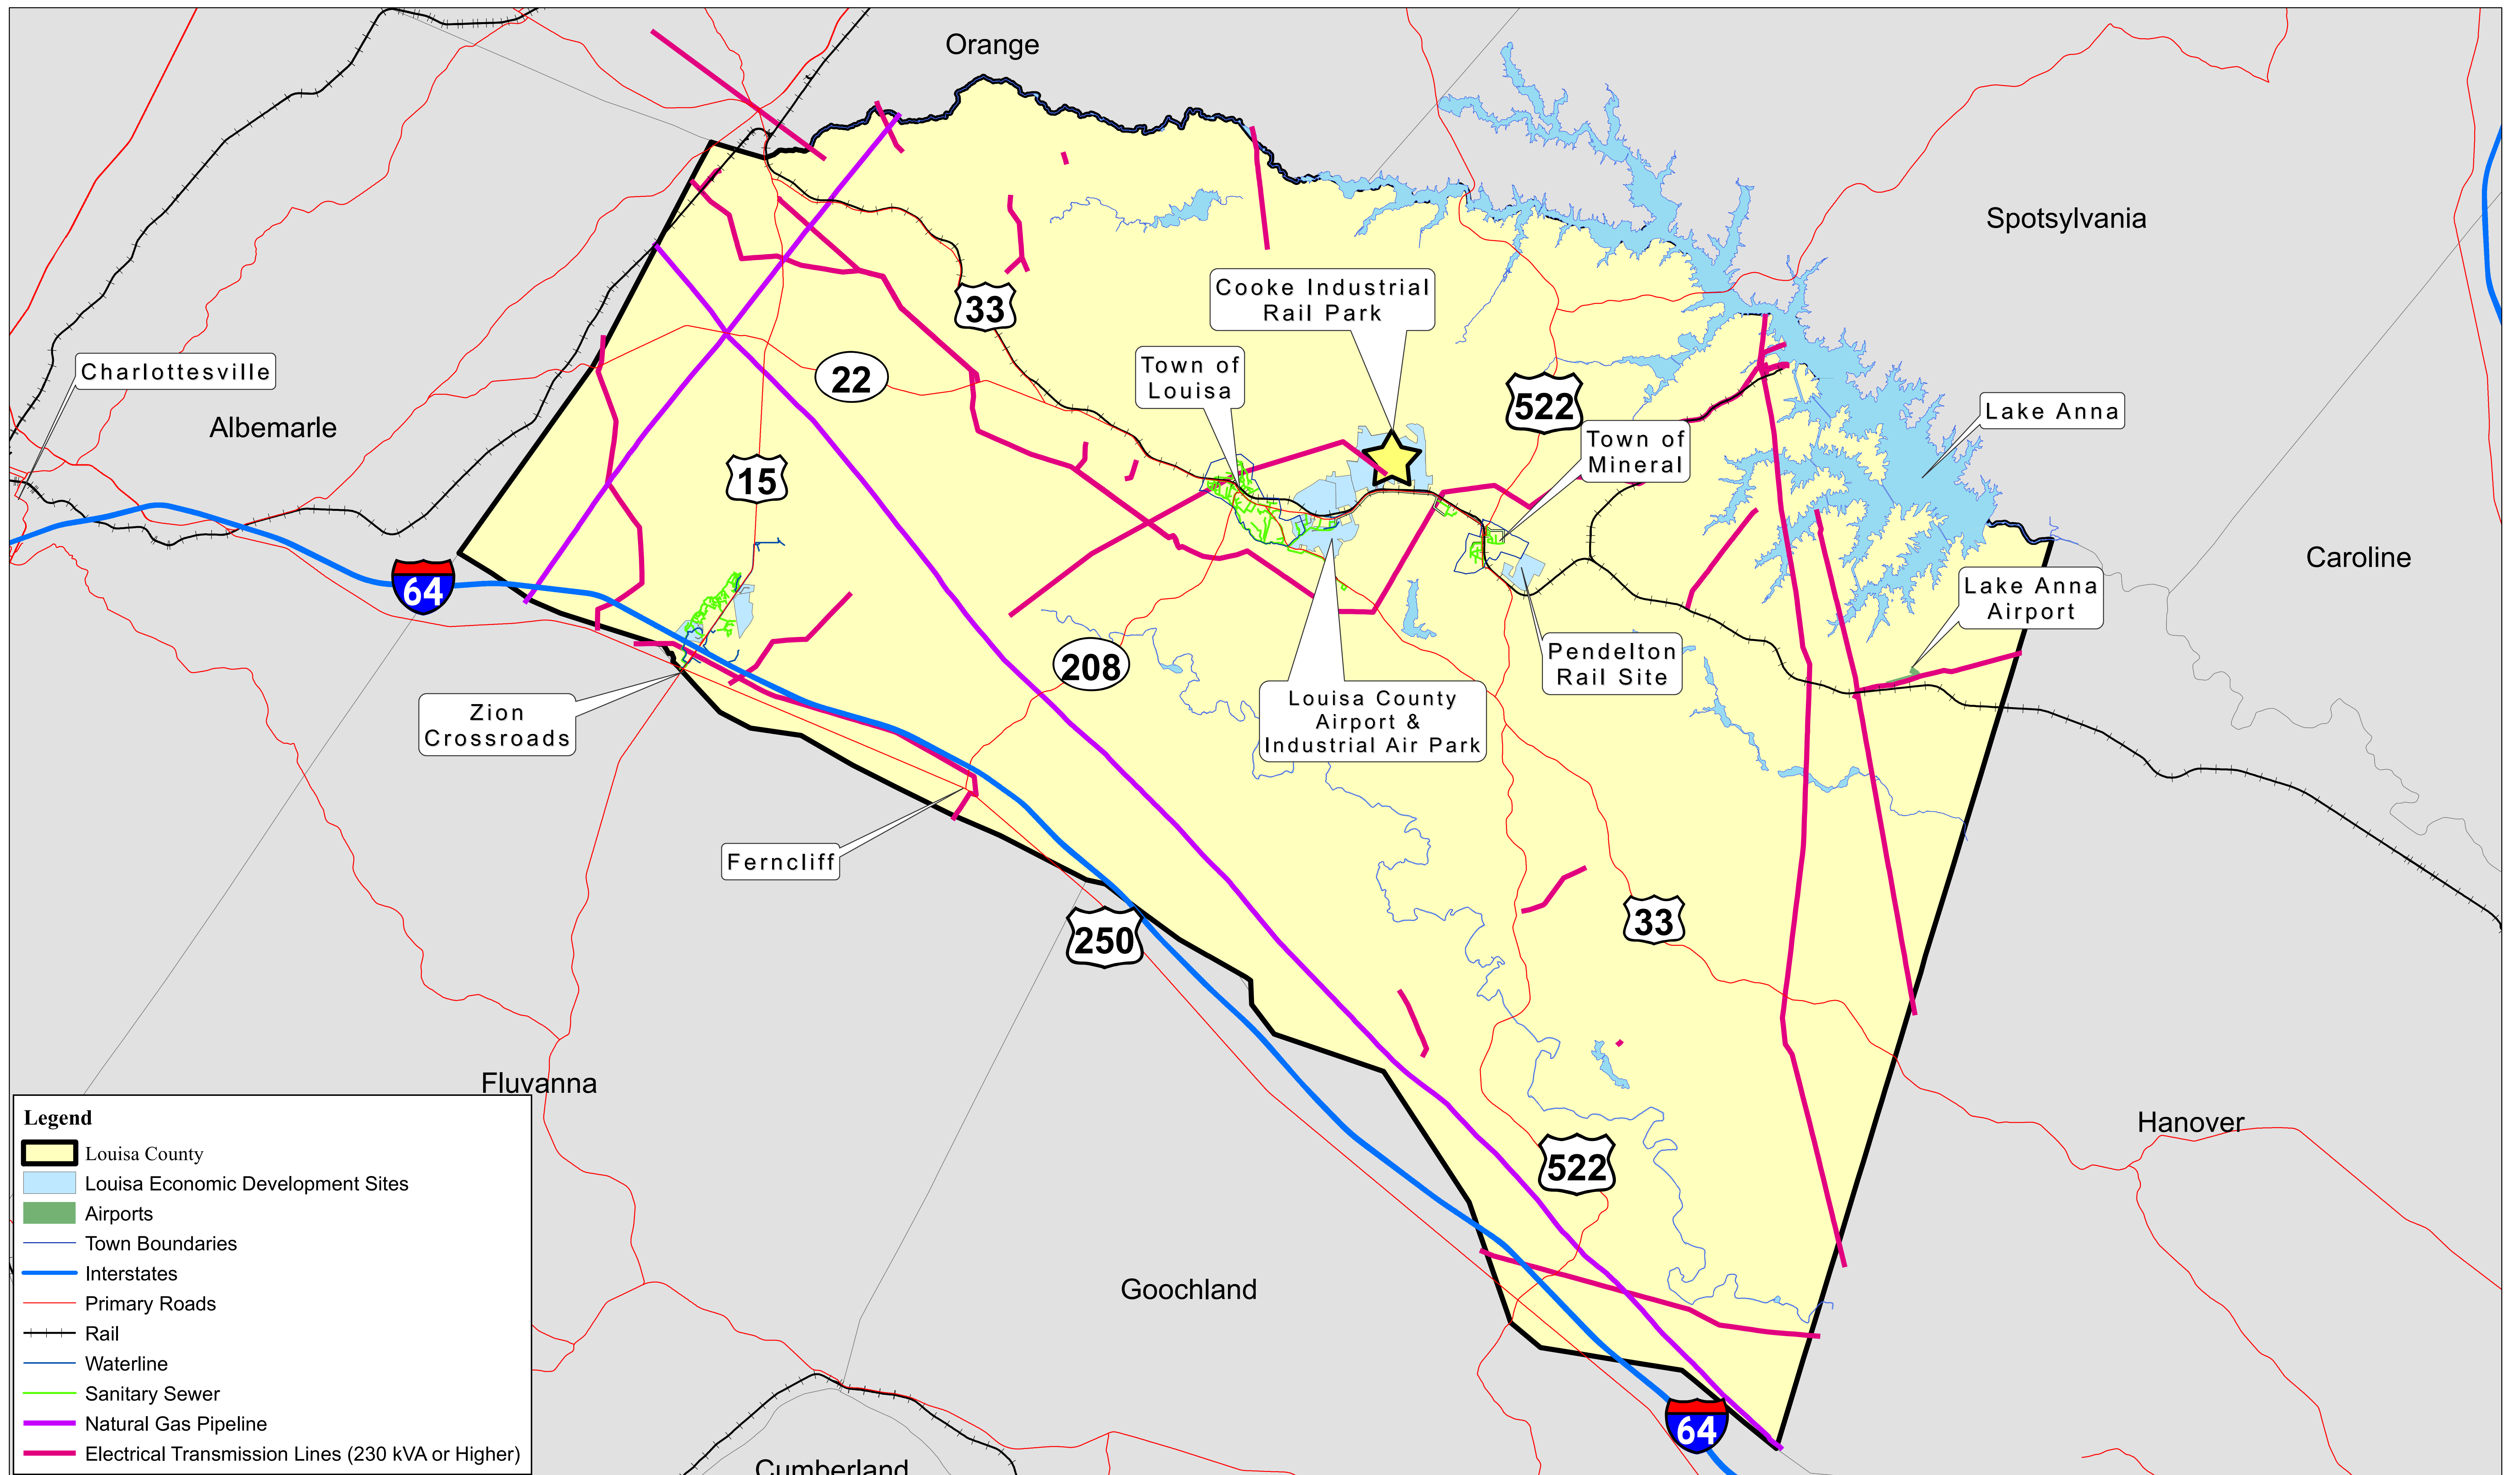 Orange
Spotsylvania
Cooke Industrial
Rail Park
33
Town of
Louisa
Charlottesville
22
522
Lake Anna
Albemarle
Town of
Mineral
15
Caroline
64
Lake Anna
Airport
208
Pendelton
Rail Site
Zion
Crossroads
Louisa County
Airport &
Industrial Air Park
Ferncliff
250
33
Fluvanna
Hanover
522
Goochland
64
Cumberland
Legend
Louisa County
Louisa Economic Development Sites
Airports
Town Boundaries
Interstates
Primary Roads
Rail
Waterline
Sanitary Sewer
Natural Gas Pipeline
Electrical Transmission Lines (230 kVA or Higher)